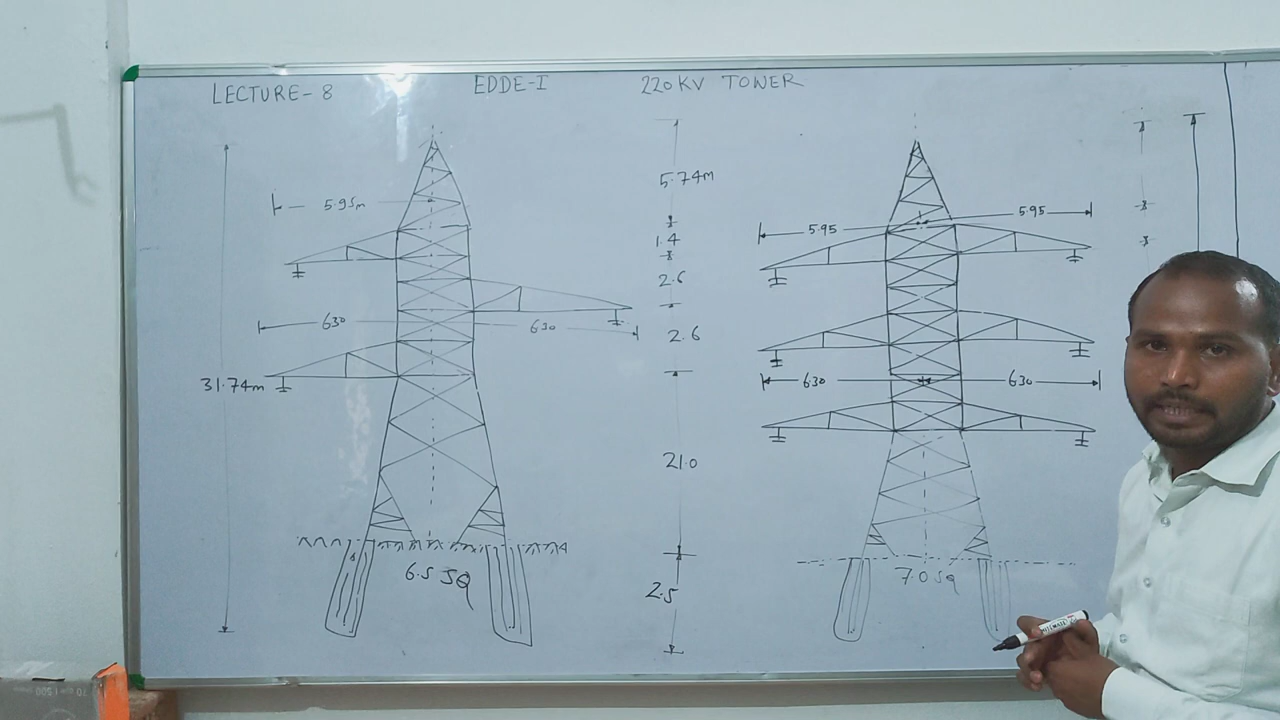 LECTURE-8
EDDE-I
220KV TOWER
5.95m
630
630
31.74m
6.5 SQ
5.74m
1.4
2.6
2.6
21.0
2.5
5.95
5.95
630
630
7.0 SQ